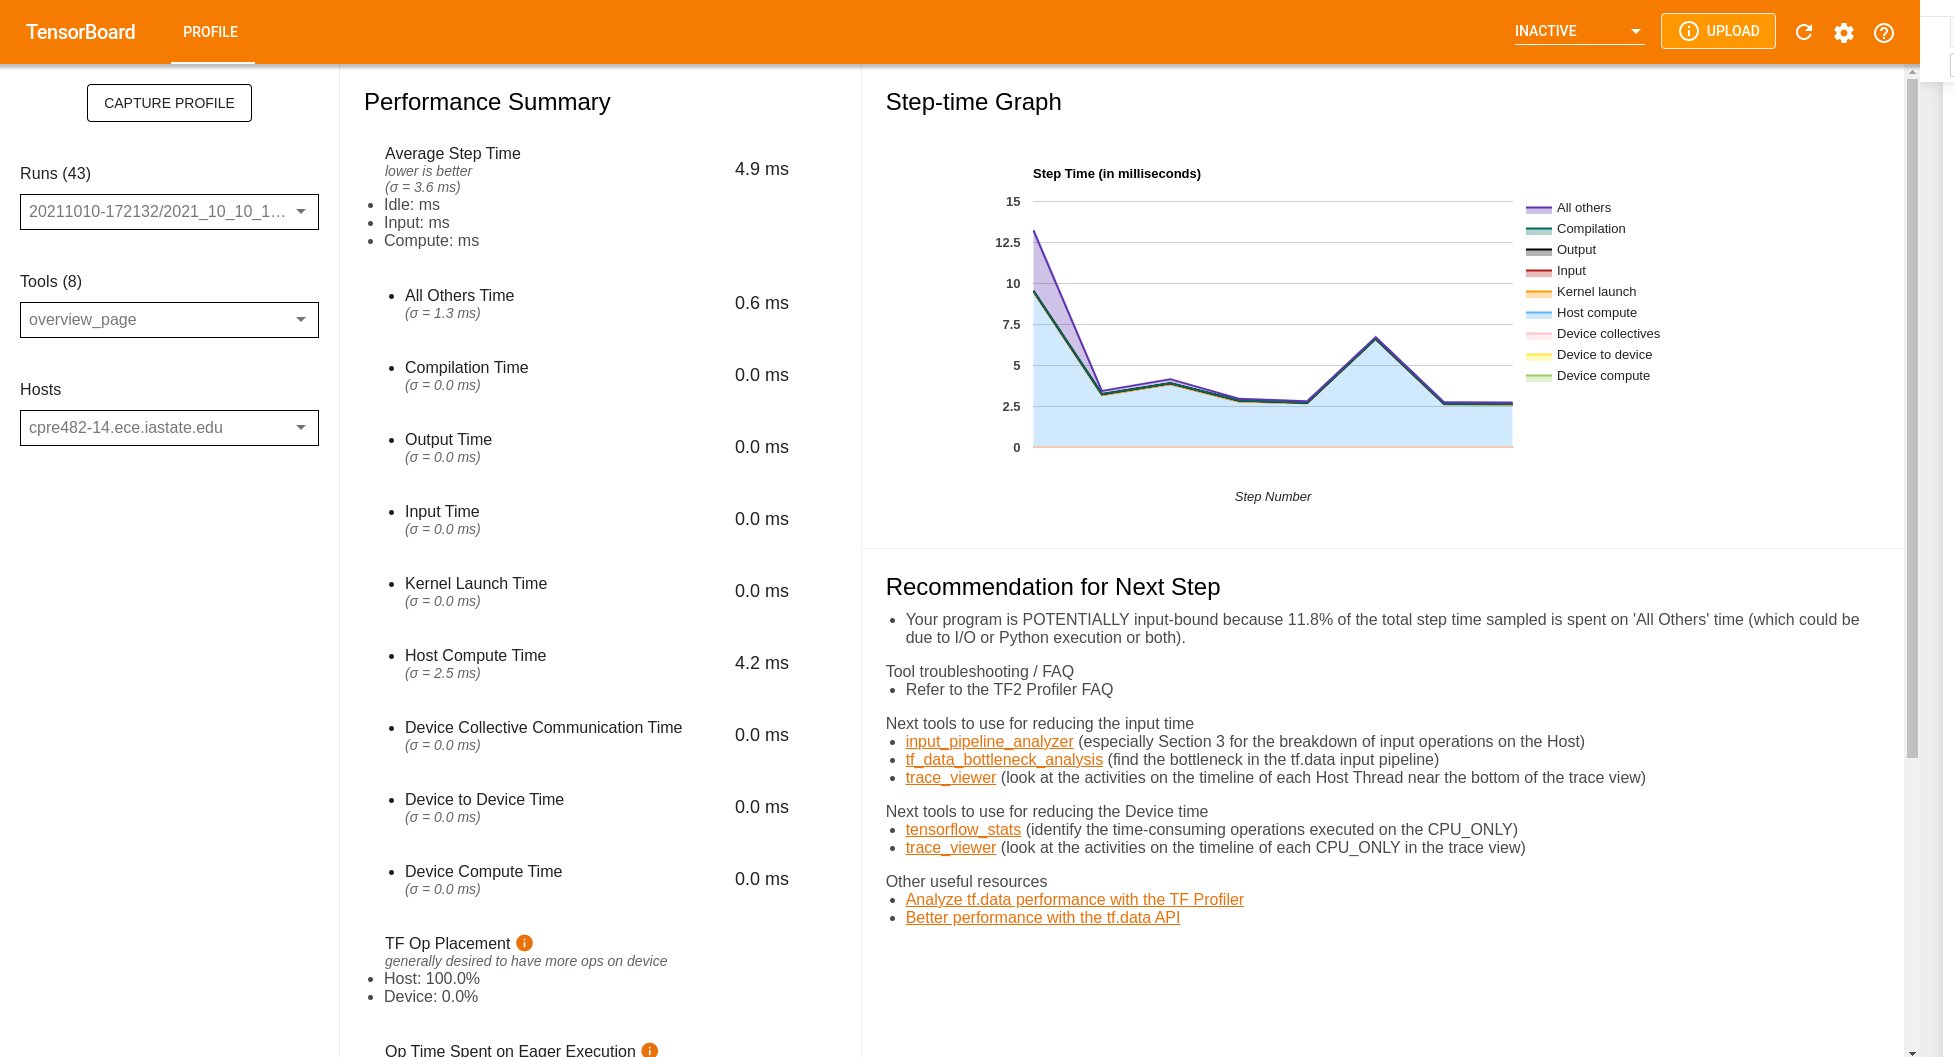 TensorBoard
PROFILE
INACTIVE
UPLOAD
CAPTURE PROFILE
Runs (43)
20211010-172132/2021_10_10_1…
Tools (8)
overview_page
Hosts
cpre482-14.ece.iastate.edu
Performance Summary
Average Step Time
lower is better
(σ = 3.6 ms)
4.9 ms
Idle: ms
Input: ms
Compute: ms
All Others Time
(σ = 1.3 ms)
0.6 ms
Compilation Time
(σ = 0.0 ms)
0.0 ms
Output Time
(σ = 0.0 ms)
0.0 ms
Input Time
(σ = 0.0 ms)
0.0 ms
Kernel Launch Time
(σ = 0.0 ms)
0.0 ms
Host Compute Time
(σ = 2.5 ms)
4.2 ms
Device Collective Communication Time
(σ = 0.0 ms)
0.0 ms
Device to Device Time
(σ = 0.0 ms)
0.0 ms
Device Compute Time
(σ = 0.0 ms)
0.0 ms
TF Op Placement
generally desired to have more ops on device
Host: 100.0%
Device: 0.0%
Op Time Spent on Eager Execution
Step-time Graph
Step Time (in milliseconds)
15
12.5
10
7.5
5
2.5
0
Step Number
All others
Compilation
Output
Input
Kernel launch
Host compute
Device collectives
Device to device
Device compute
Recommendation for Next Step
Your program is POTENTIALLY input-bound because 11.8% of the total step time sampled is spent on 'All Others' time (which could be
due to I/O or Python execution or both).
Tool troubleshooting / FAQ
Refer to the TF2 Profiler FAQ
Next tools to use for reducing the input time
input_pipeline_analyzer (especially Section 3 for the breakdown of input operations on the Host)
tf_data_bottleneck_analysis (find the bottleneck in the tf.data input pipeline)
trace_viewer (look at the activities on the timeline of each Host Thread near the bottom of the trace view)
Next tools to use for reducing the Device time
tensorflow_stats (identify the time-consuming operations executed on the CPU_ONLY)
trace_viewer (look at the activities on the timeline of each CPU_ONLY in the trace view)
Other useful resources
Analyze tf.data performance with the TF Profiler
Better performance with the tf.data API